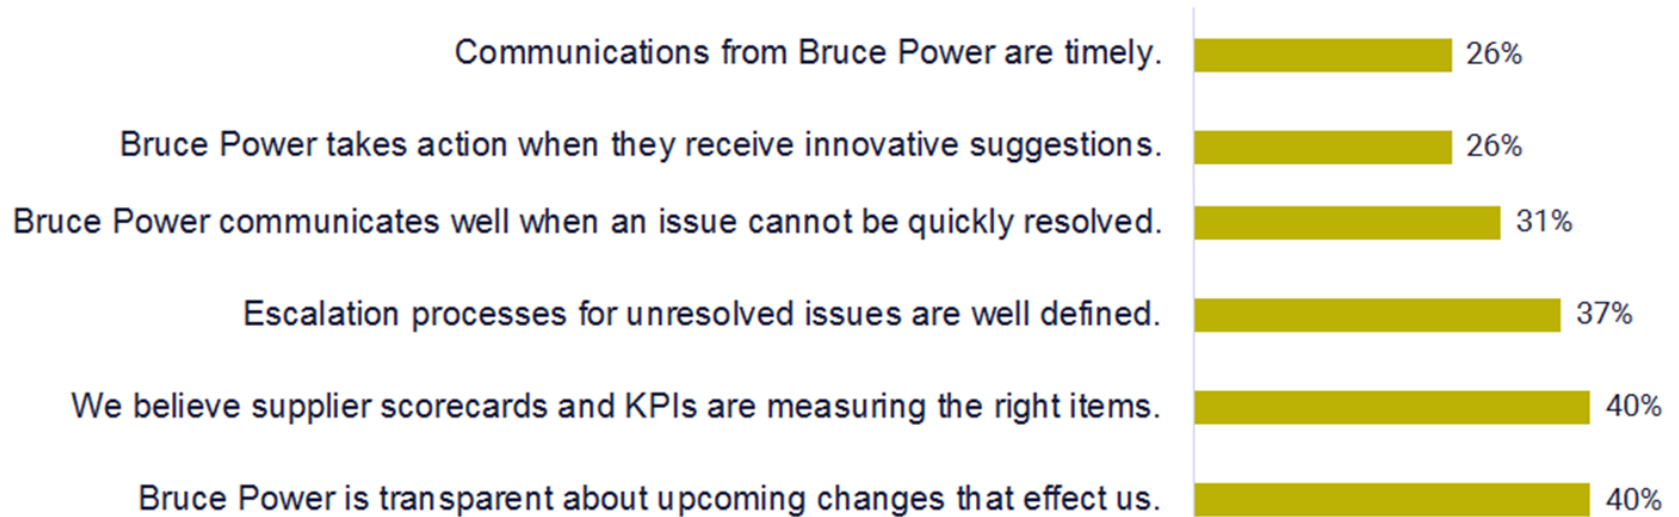 Communications from Bruce Power are timely. 26%
Bruce Power takes action when they receive innovative suggestions. 26%
Bruce Power communicates well when an issue cannot be quickly resolved. 31%
Escalation processes for unresolved issues are well defined. 37%
We believe supplier scorecards and KPIs are measuring the right items. 40%
Bruce Power is transparent about upcoming changes that effect us. 40%